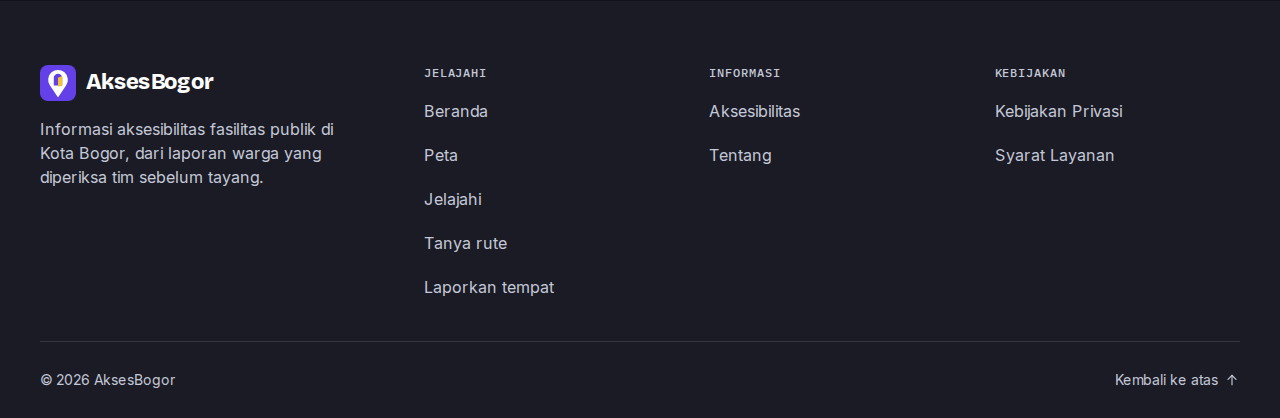 AksesBogor
Informasi aksesibilitas fasilitas publik di
Kota Bogor, dari laporan warga yang
diperiksa tim sebelum tayang.
JELAJAHI
Beranda
Peta
Jelajahi
Tanya rute
Laporkan tempat
INFORMASI
Aksesibilitas
Tentang
KEBIJAKAN
Kebijakan Privasi
Syarat Layanan
© 2026 AksesBogor
Kembali ke atas ↑